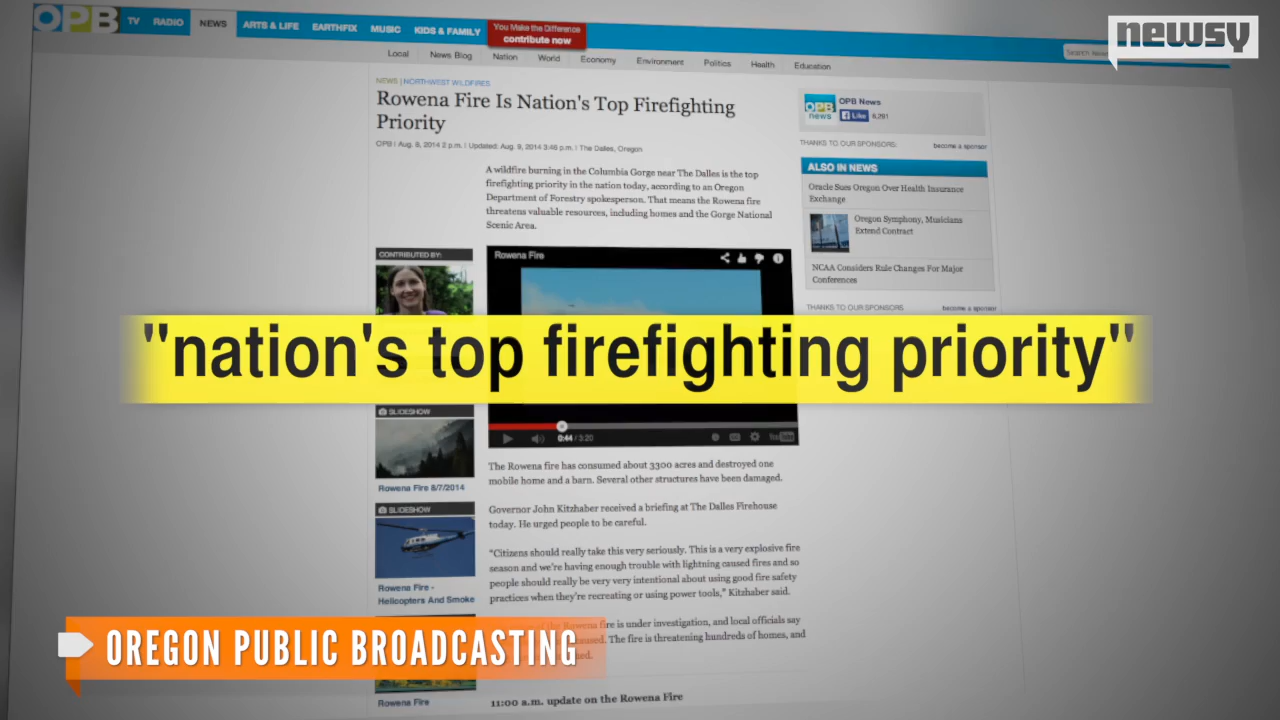 OPB TV RADIO NEWS ARTS & LIFE EARTHFIX MUSIC KIDS & FAMILY
You Make the Difference
contribute now
newsy
Search
Local News Blog Nation World Economy Environment Politics Health Education
NEWS | NORTHWEST WILDFIRES
Rowena Fire Is Nation's Top Firefighting
Priority
OPB | Aug. 8, 2014 2 p.m. | Updated: Aug. 9, 2014 3:46 p.m. | The Dalles, Oregon
A wildfire burning in the Columbia Gorge near The Dalles is the top
firefighting priority in the nation today, according to an Oregon
Department of Forestry spokesperson. That means the Rowena fire
threatens valuable resources, including homes and the Gorge National
Scenic Area.
OPB
news
OPB News
Like 6,291
THANKS TO OUR SPONSORS: become a sponsor
ALSO IN NEWS
Oracle Sues Oregon Over Health Insurance
Exchange
Oregon Symphony, Musicians
Extend Contract
NCAA Considers Rule Changes For Major
Conferences
THANKS TO OUR SPONSORS: become a sponsor
CONTRIBUTED BY:
Rowena Fire
"nation's top firefighting priority"
0:44 / 3:20
YouTube
SLIDESHOW
Rowena Fire 8/7/2014
SLIDESHOW
Rowena Fire -
Helicopters And Smoke
The Rowena fire has consumed about 3300 acres and destroyed one
mobile home and a barn. Several other structures have been damaged.
Governor John Kitzhaber received a briefing at The Dalles Firehouse
today. He urged people to be careful.
"Citizens should really take this very seriously. This is a very explosive fire
season and we're having enough trouble with lightning caused fires and so
people should really be very very intentional about using good fire safety
practices when they're recreating or using power tools," Kitzhaber said.
of the Rowena fire is under investigation, and local officials say
caused. The fire is threatening hundreds of homes, and
OREGON PUBLIC BROADCASTING
Rowena Fire
11:00 a.m. update on the Rowena Fire